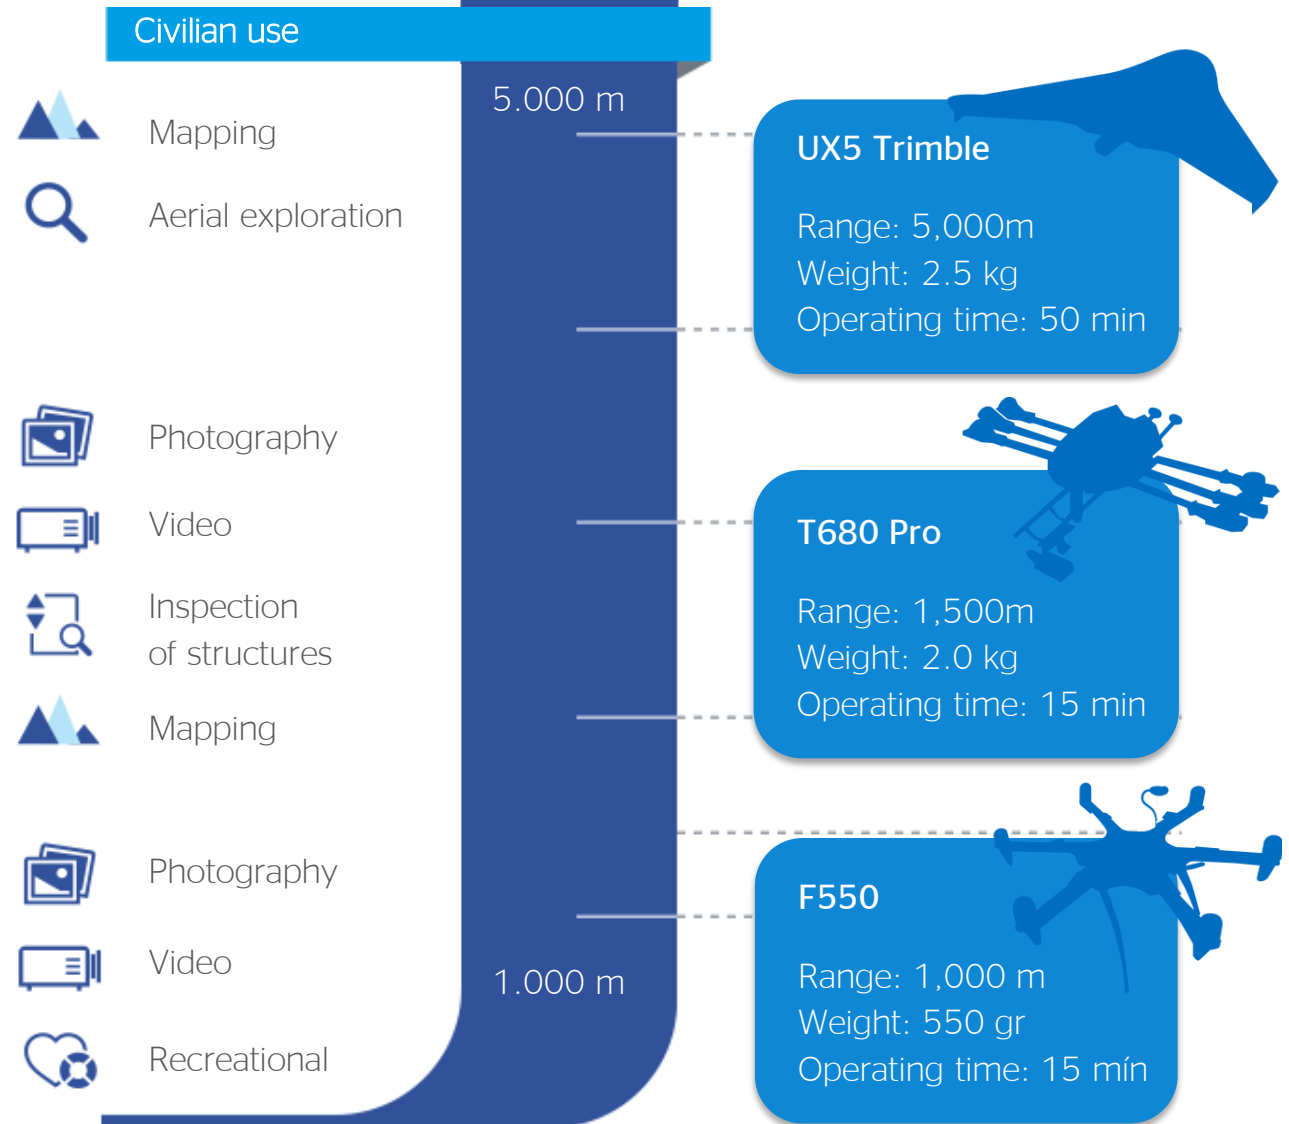 Civilian use
5.000 m
Mapping
Aerial exploration
UX5 Trimble
Range: 5,000m
Weight: 2.5 kg
Operating time: 50 min
Photography
Video
Inspection
of structures
Mapping
T680 Pro
Range: 1,500m
Weight: 2.0 kg
Operating time: 15 min
Photography
Video
Recreational
1.000 m
F550
Range: 1,000 m
Weight: 550 gr
Operating time: 15 mín